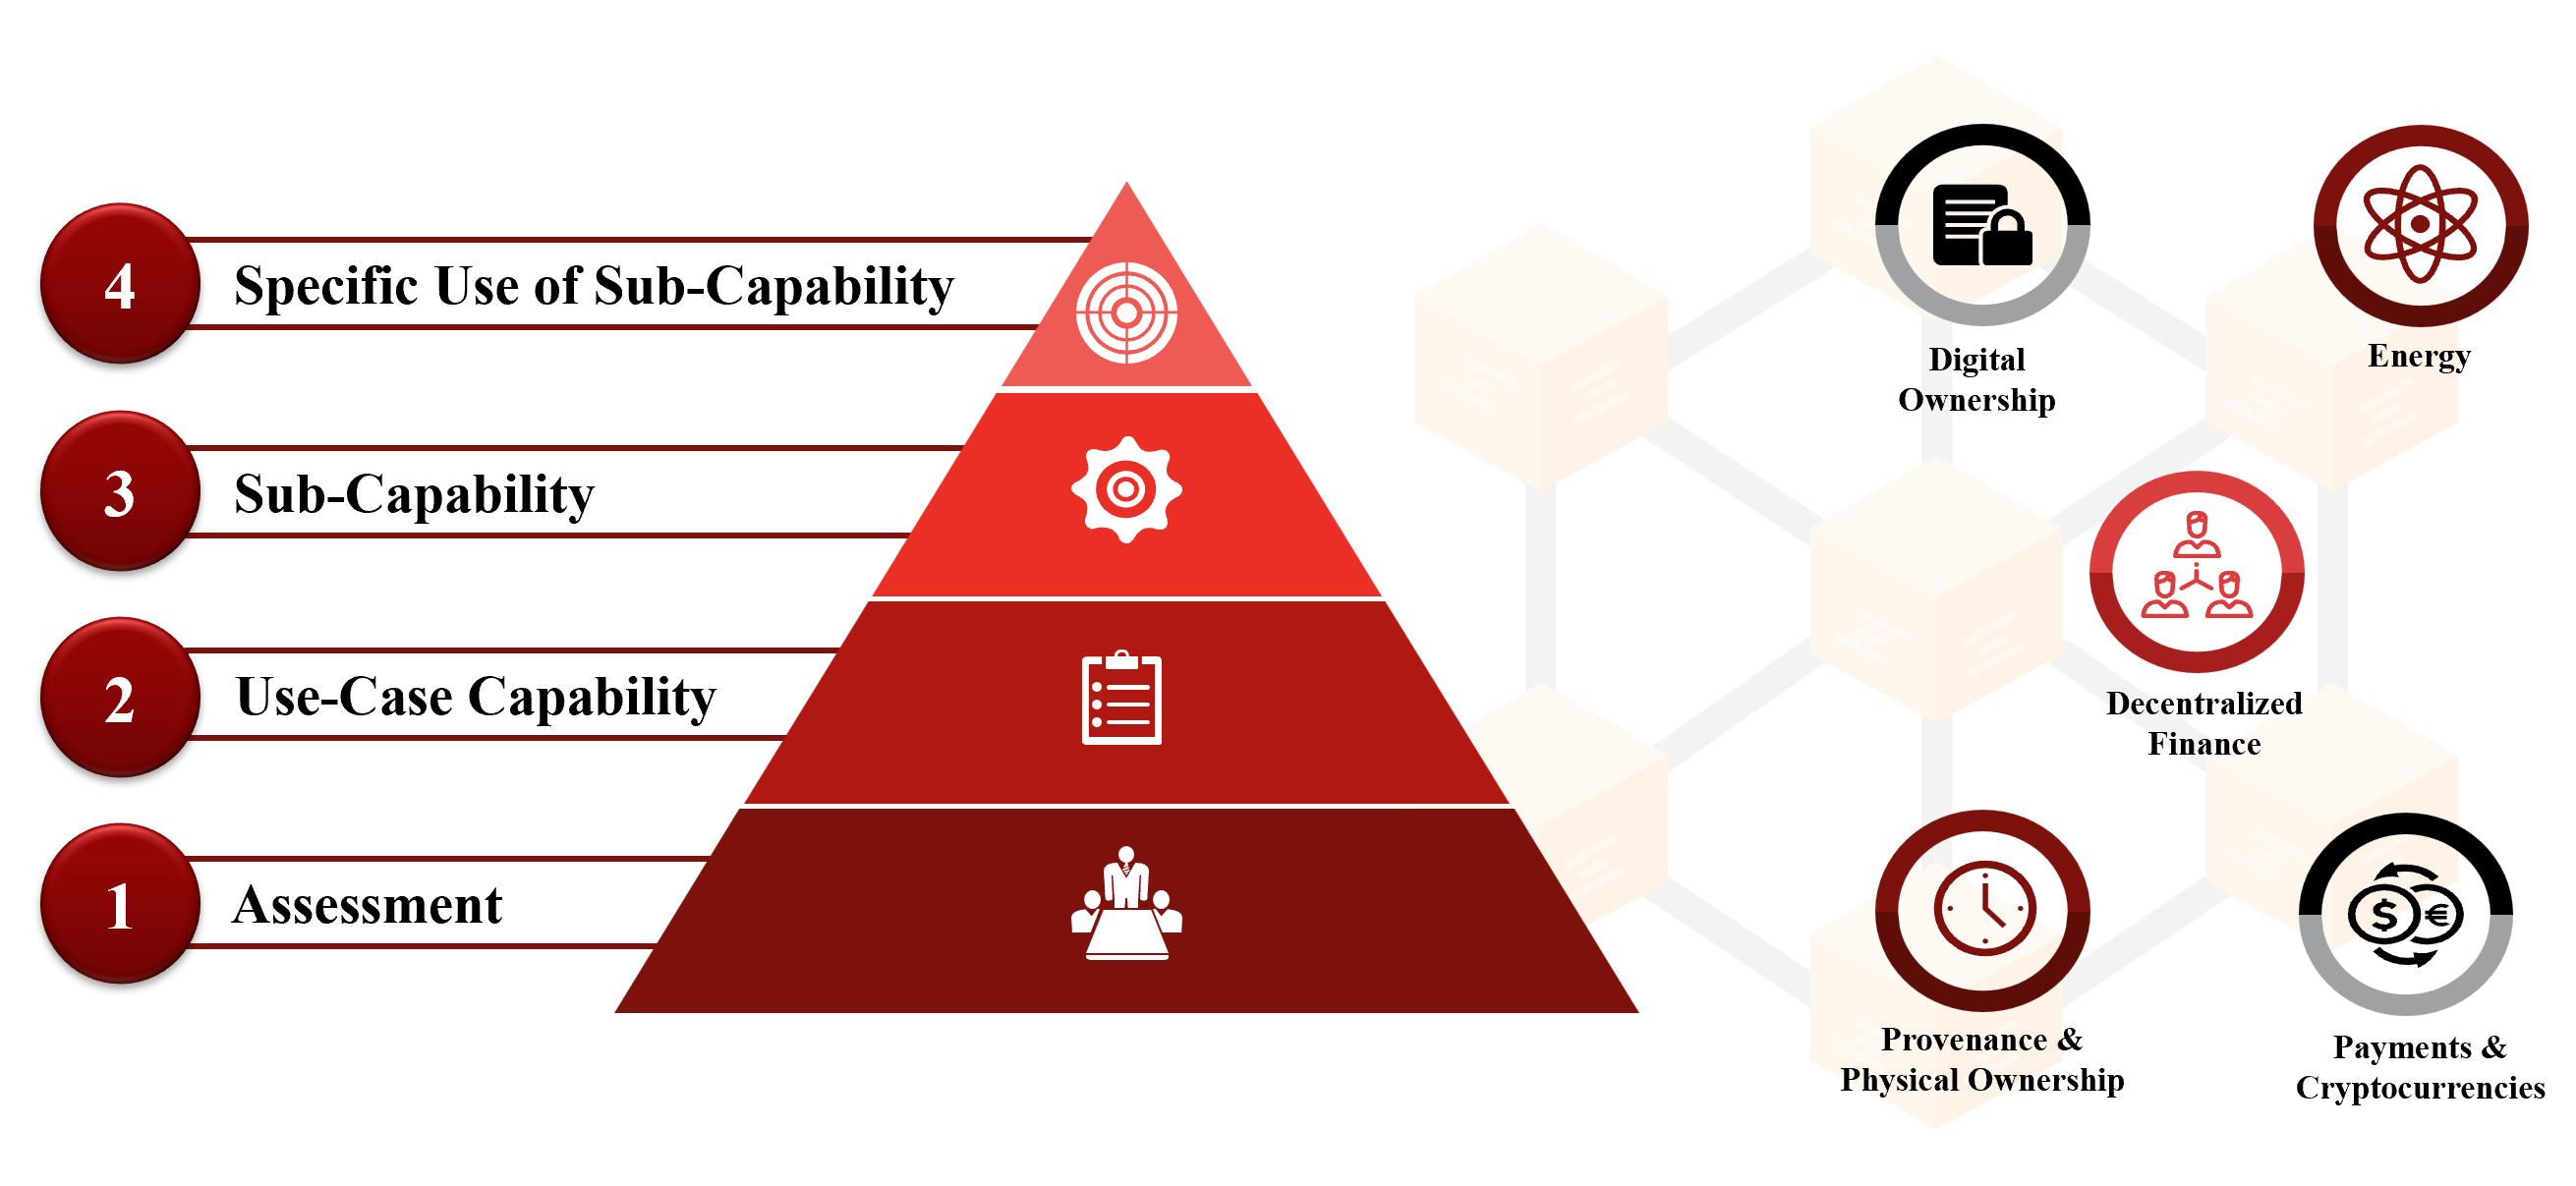 4
Specific Use of Sub-Capability
3
Sub-Capability
2
Use-Case Capability
1
Assessment
Digital
Ownership
Energy
Decentralized
Finance
Provenance &
Physical Ownership
$ €
Payments &
Cryptocurrencies